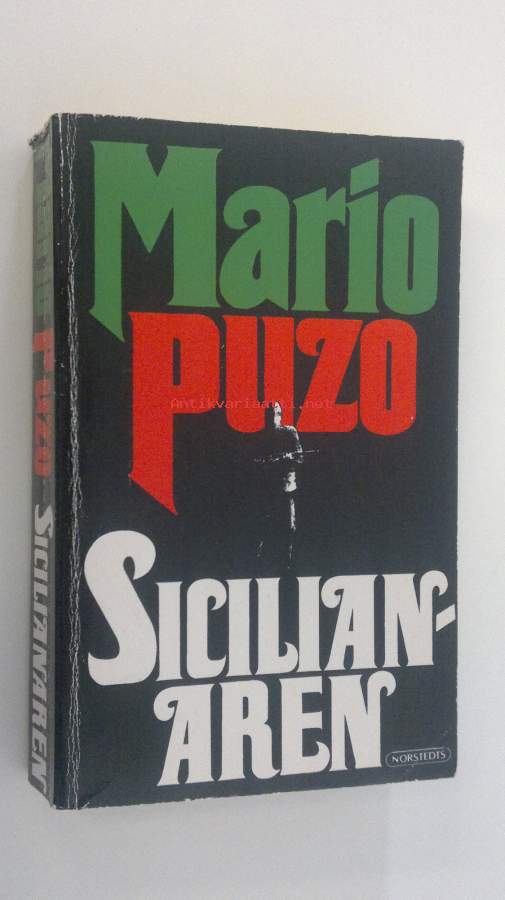 Mario
PUZO
SICILIAN-
AREN
NORSTEDTS
PUZO SICILIANAREN
Antikvariaatti.net